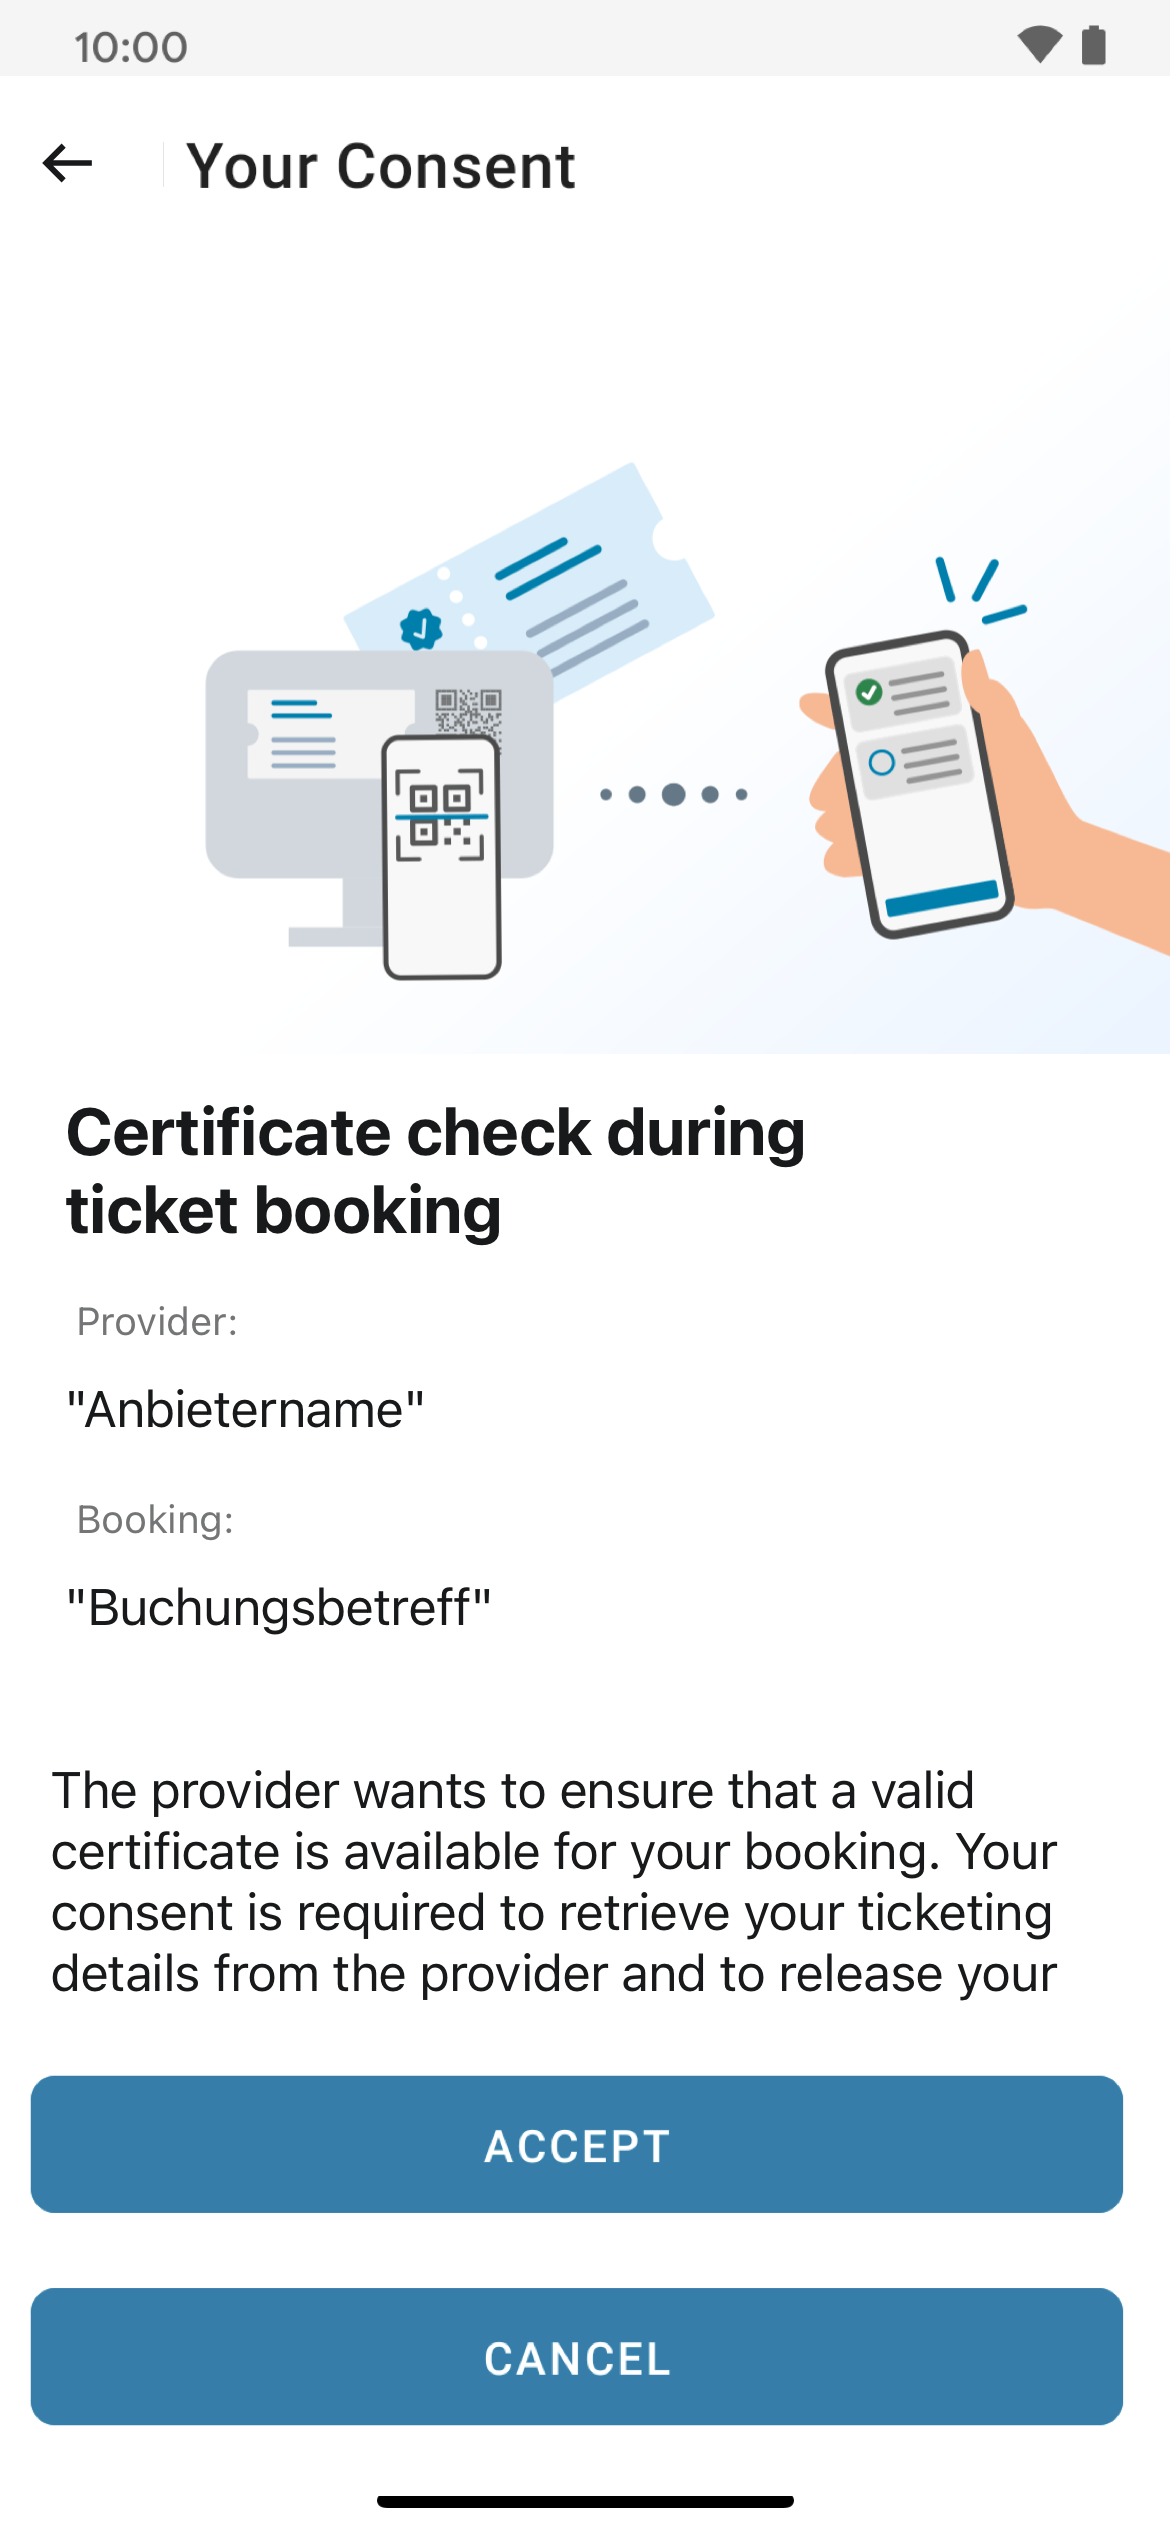 10:00
Your Consent
Certificate check during
ticket booking
Provider:
"Anbietername"
Booking:
"Buchungsbetreff"
The provider wants to ensure that a valid
certificate is available for your booking. Your
consent is required to retrieve your ticketing
details from the provider and to release your
ACCEPT
CANCEL